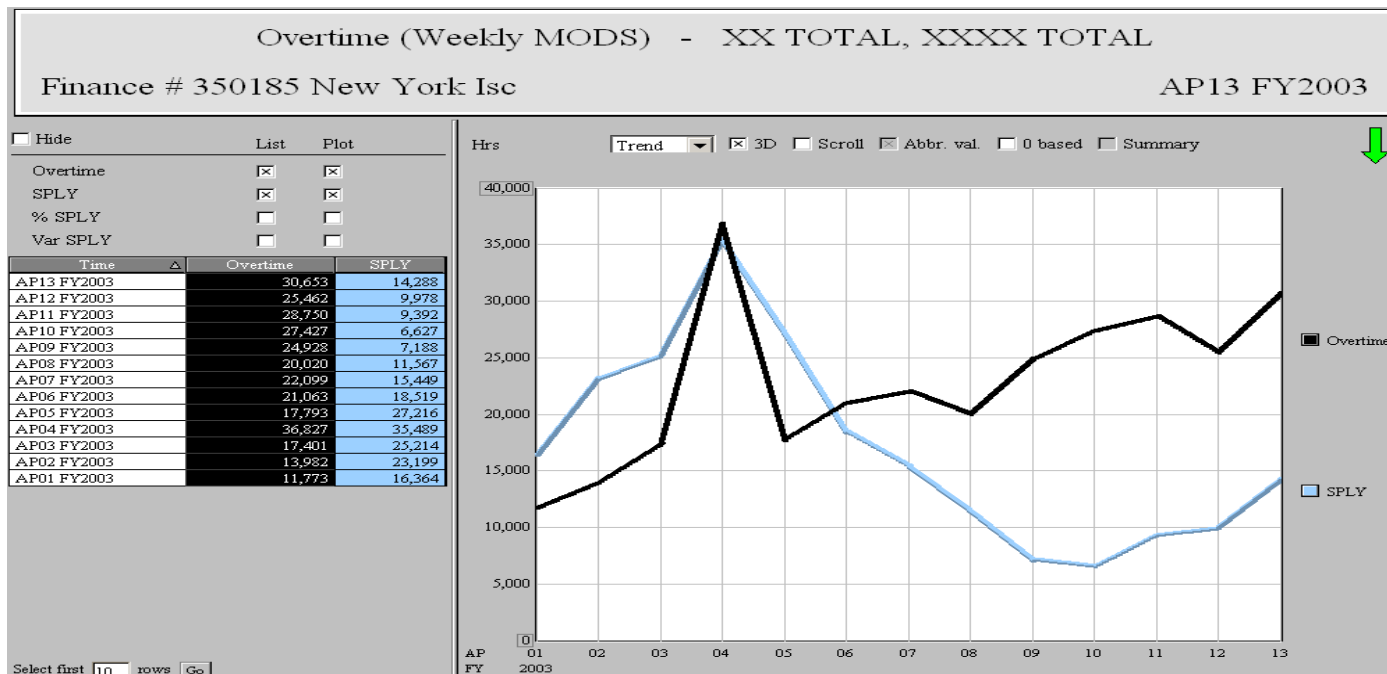 Overtime (Weekly MODS) - XX TOTAL, XXXX TOTAL
Finance # 350185 New York Isc AP13 FY2003
Hide List Plot
Overtime
SPLY
% SPLY
Var SPLY
Time Overtime SPLY
AP13 FY2003 30,653 14,288
AP12 FY2003 25,462 9,978
AP11 FY2003 28,750 9,392
AP10 FY2003 27,427 6,627
AP09 FY2003 24,928 7,188
AP08 FY2003 20,020 11,567
AP07 FY2003 22,099 15,449
AP06 FY2003 21,063 18,519
AP05 FY2003 17,793 27,216
AP04 FY2003 36,827 35,489
AP03 FY2003 17,401 25,214
AP02 FY2003 13,982 23,199
AP01 FY2003 11,773 16,364
Select first 10 rows Go
Hrs Trend 3D Scroll Abbr. val. 0 based Summary
40,000
35,000
30,000
25,000
20,000
15,000
10,000
5,000
0
AP 01 02 03 04 05 06 07 08 09 10 11 12 13
FY 2003
Overtime
SPLY